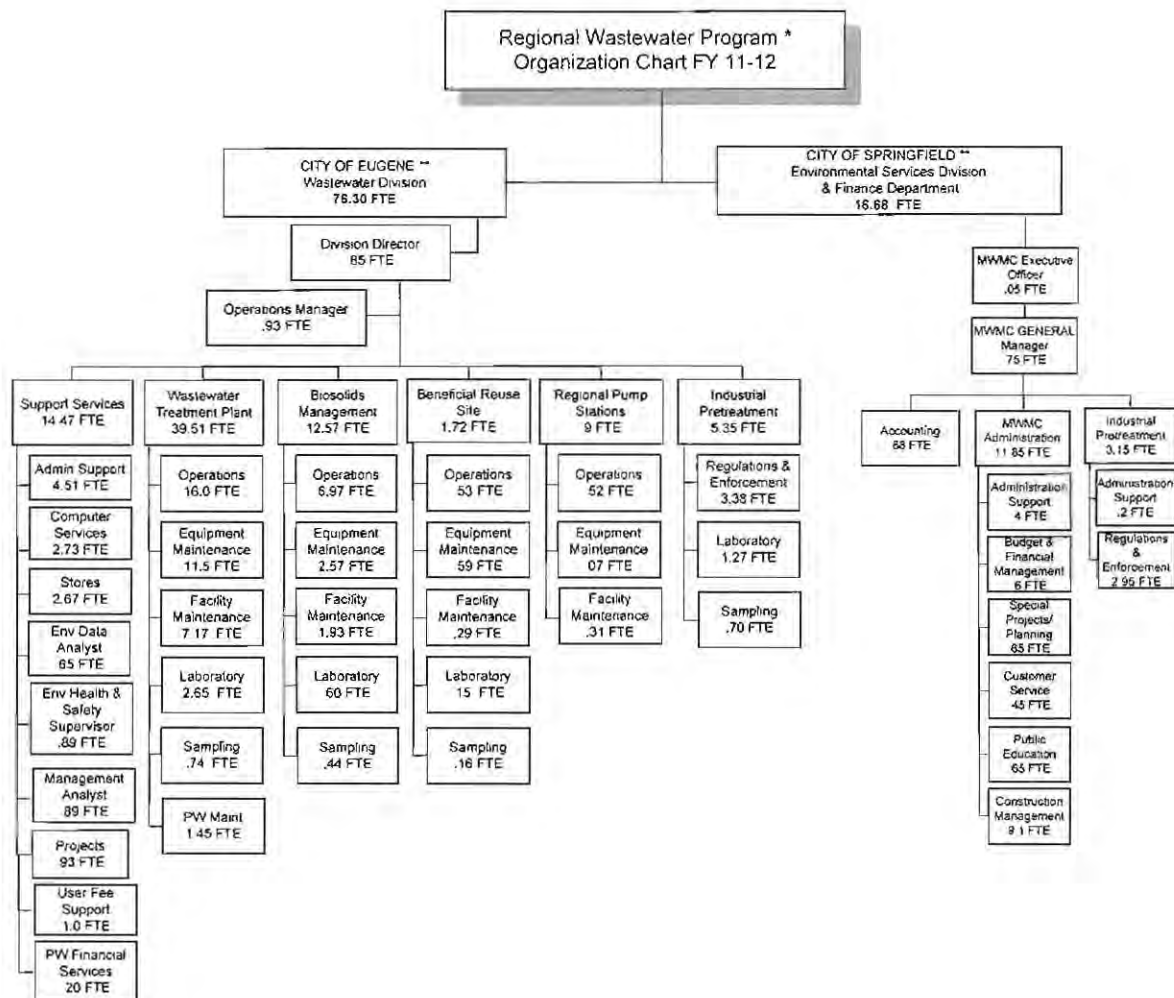 Regional Wastewater Program *
Organization Chart FY 11-12
CITY OF EUGENE **
Wastewater Division
76.30 FTE
CITY OF SPRINGFIELD **
Environmental Services Division
& Finance Department
16.68 FTE
Division Director
85 FTE
Operations Manager
.93 FTE
MWMC Executive
Officer
.05 FTE
MWMC GENERAL
Manager
75 FTE
Support Services
14.47 FTE
Admin Support
4.51 FTE
Computer
Services
2.73 FTE
Stores
2.67 FTE
Env Data
Analyst
65 FTE
Env Health &
Safety
Supervisor
.89 FTE
Management
Analyst
89 FTE
Projects
93 FTE
User Fee
Support
1.0 FTE
PW Financial
Services
20 FTE
Wastewater
Treatment Plant
39.51 FTE
Operations
16.0 FTE
Equipment
Maintenance
11.5 FTE
Facility
Maintenance
7.17 FTE
Laboratory
2.65 FTE
Sampling
.74 FTE
PW Maint
1.45 FTE
Biosolids
Management
12.57 FTE
Operations
6.97 FTE
Equipment
Maintenance
2.57 FTE
Facility
Maintenance
1.93 FTE
Laboratory
60 FTE
Sampling
.44 FTE
Beneficial Reuse
Site
1.72 FTE
Operations
53 FTE
Equipment
Maintenance
59 FTE
Facility
Maintenance
.29 FTE
Laboratory
15 FTE
Sampling
.16 FTE
Regional Pump
Stations
9 FTE
Operations
52 FTE
Equipment
Maintenance
07 FTE
Facility
Maintenance
.31 FTE
Industrial
Pretreatment
5.35 FTE
Regulations &
Enforcement
3.38 FTE
Laboratory
1.27 FTE
Sampling
.70 FTE
Accounting
88 FTE
MWMC
Administration
11 85 FTE
Administration
Support
4 FTE
Budget &
Financial
Management
6 FTE
Special
Projects/
Planning
65 FTE
Customer
Service
45 FTE
Public
Education
65 FTE
Construction
Management
9 1 FTE
Industrial
Pretreatment
3.15 FTE
Administration
Support
.2 FTE
Regulations
&
Enforcement
2 95 FTE